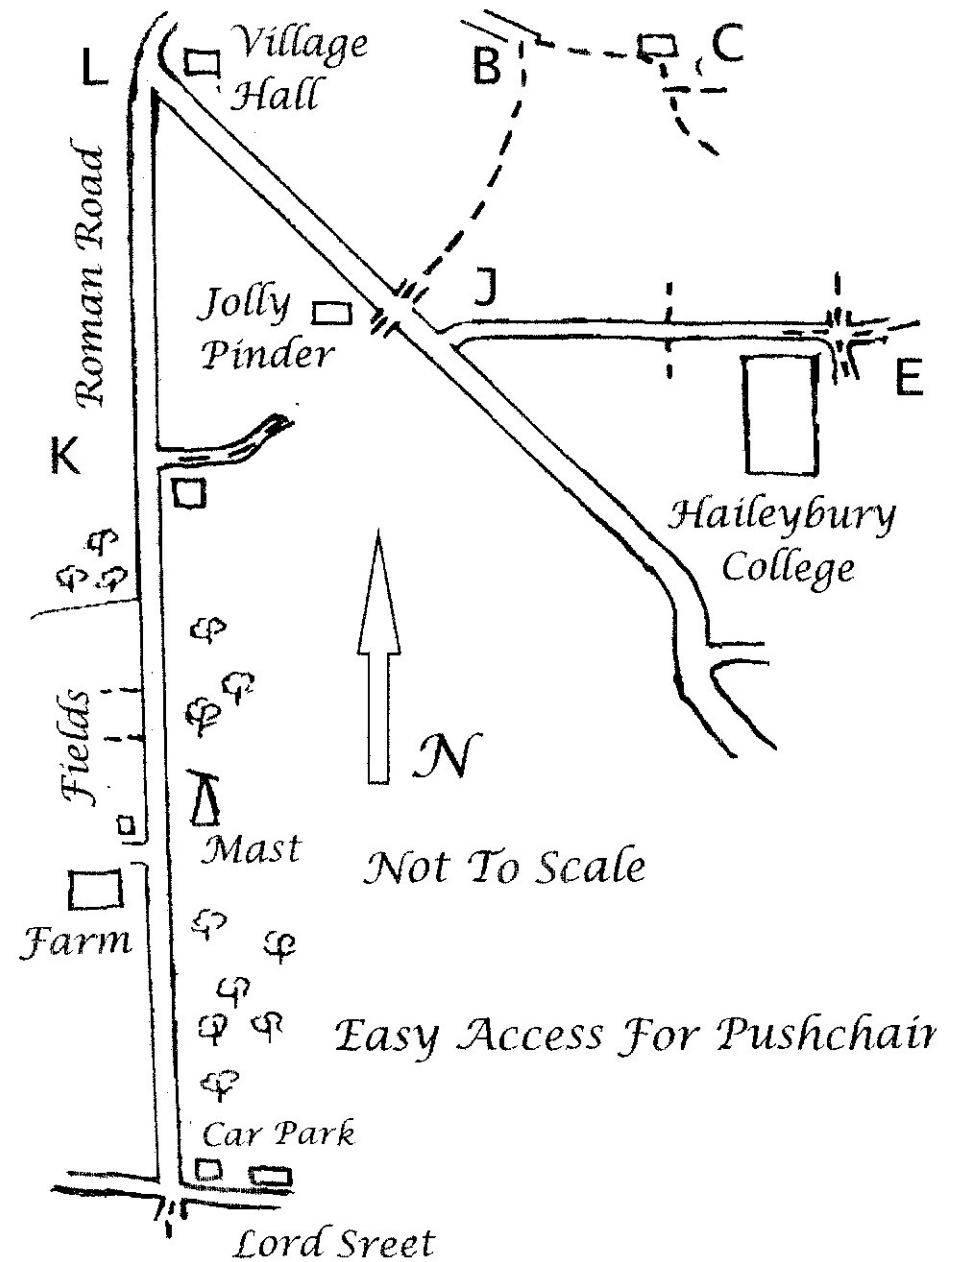 Village
Hall
L
B
C
Roman Road
Jolly
Pinder
J
E
K
Haileybury
College
Fields
N
Mast
Not To Scale
Farm
Easy Access For Pushchair
Car Park
Lord Sreet